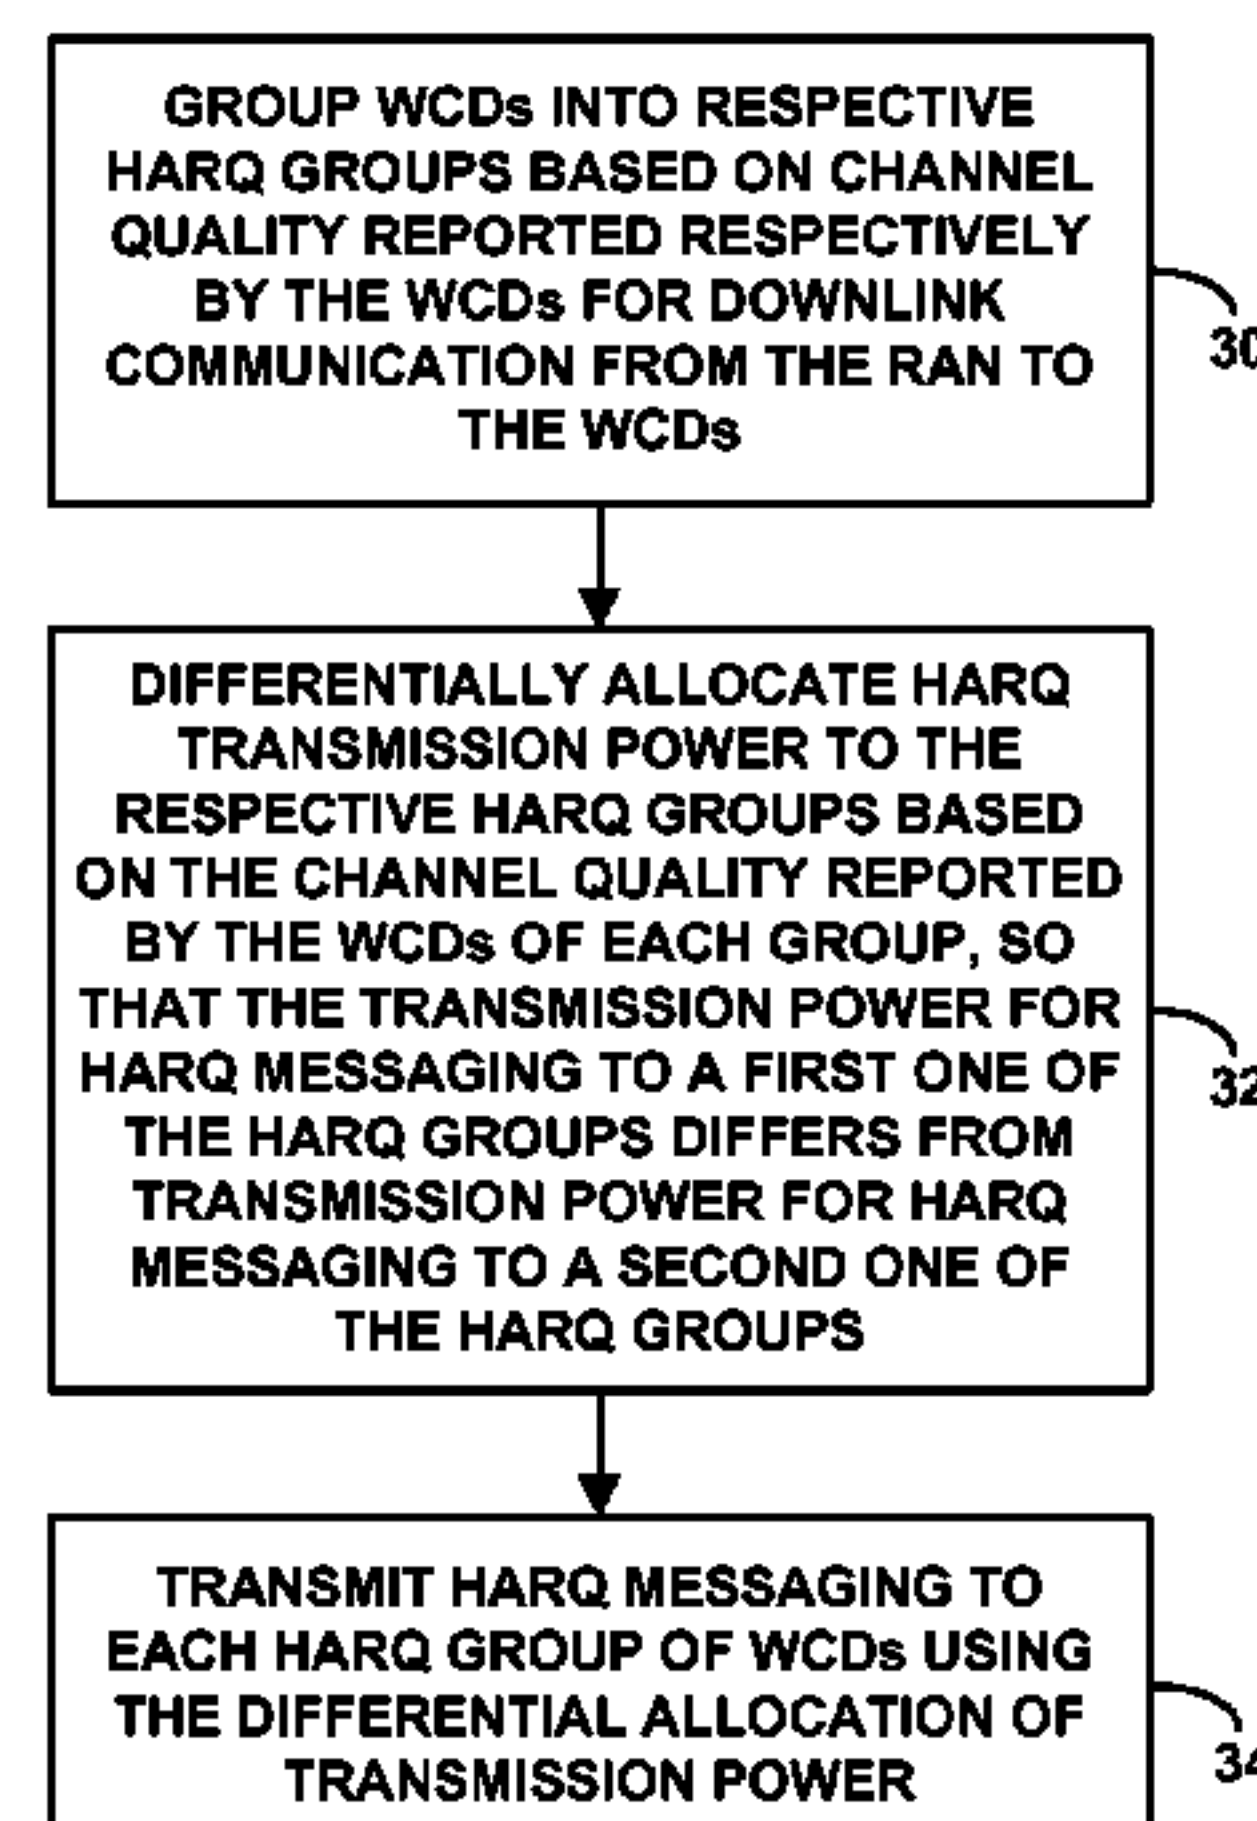 GROUP WCDs INTO RESPECTIVE
HARQ GROUPS BASED ON CHANNEL
QUALITY REPORTED RESPECTIVELY
BY THE WCDs FOR DOWNLINK
COMMUNICATION FROM THE RAN TO
THE WCDs
30
DIFFERENTIALLY ALLOCATE HARQ
TRANSMISSION POWER TO THE
RESPECTIVE HARQ GROUPS BASED
ON THE CHANNEL QUALITY REPORTED
BY THE WCDs OF EACH GROUP, SO
THAT THE TRANSMISSION POWER FOR
HARQ MESSAGING TO A FIRST ONE OF
THE HARQ GROUPS DIFFERS FROM
TRANSMISSION POWER FOR HARQ
MESSAGING TO A SECOND ONE OF
THE HARQ GROUPS
32
TRANSMIT HARQ MESSAGING TO
EACH HARQ GROUP OF WCDs USING
THE DIFFERENTIAL ALLOCATION OF
TRANSMISSION POWER
34